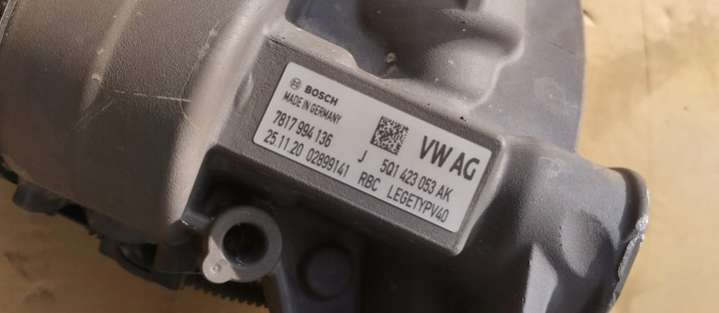 BOSCH
MADE IN GERMANY
7817 994 136
25.11.20 02899141
VW AG
J 5Q1 423 053 AK
RBC LEGETYPV40